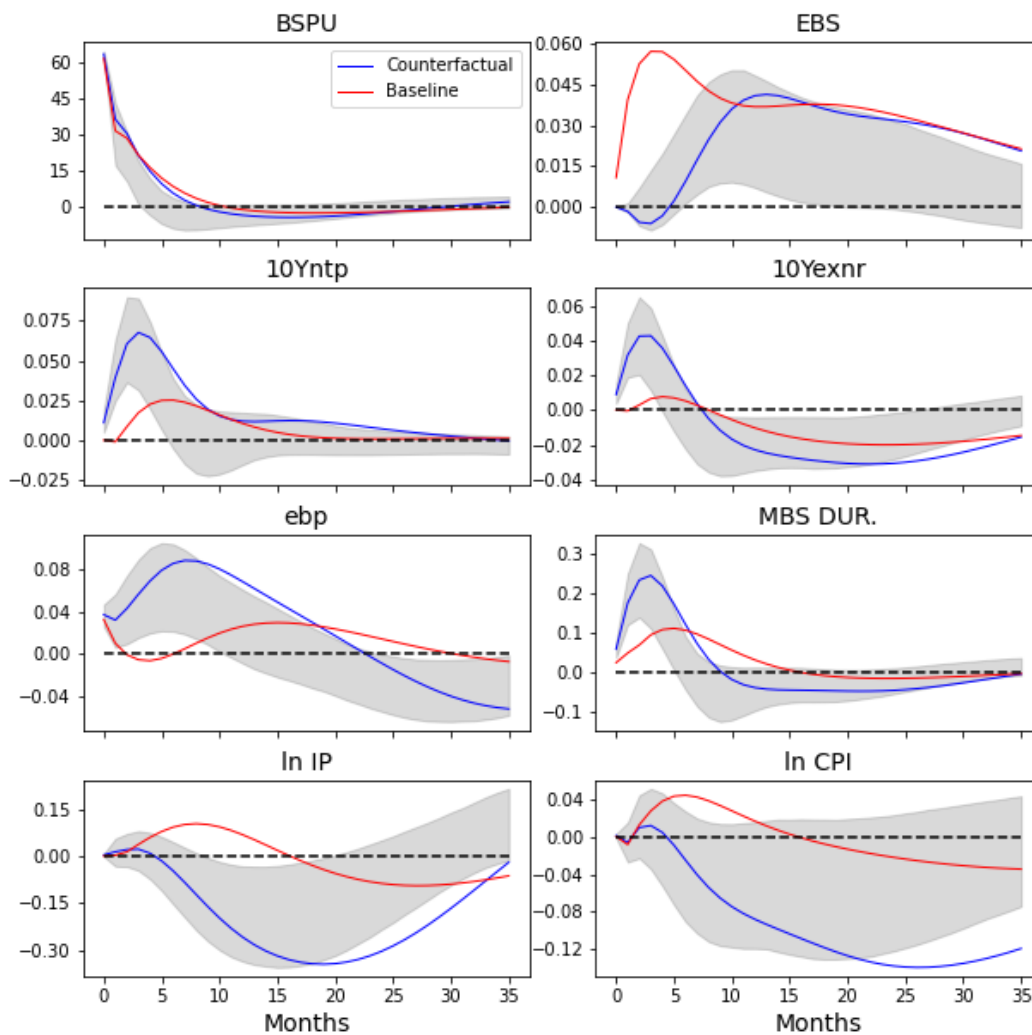 BSPU
EBS
60
45
30
15
0
Counterfactual
Baseline
0.060
0.045
0.030
0.015
0.000
10Yntp
10Yexnr
0.075
0.050
0.025
0.000
−0.025
0.06
0.04
0.02
0.00
−0.02
−0.04
ebp
MBS DUR.
0.08
0.04
0.00
−0.04
0.3
0.2
0.1
0.0
−0.1
ln IP
ln CPI
0.15
0.00
−0.15
−0.30
0.04
0.00
−0.04
−0.08
−0.12
0 5 10 15 20 25 30 35
0 5 10 15 20 25 30 35
Months
Months